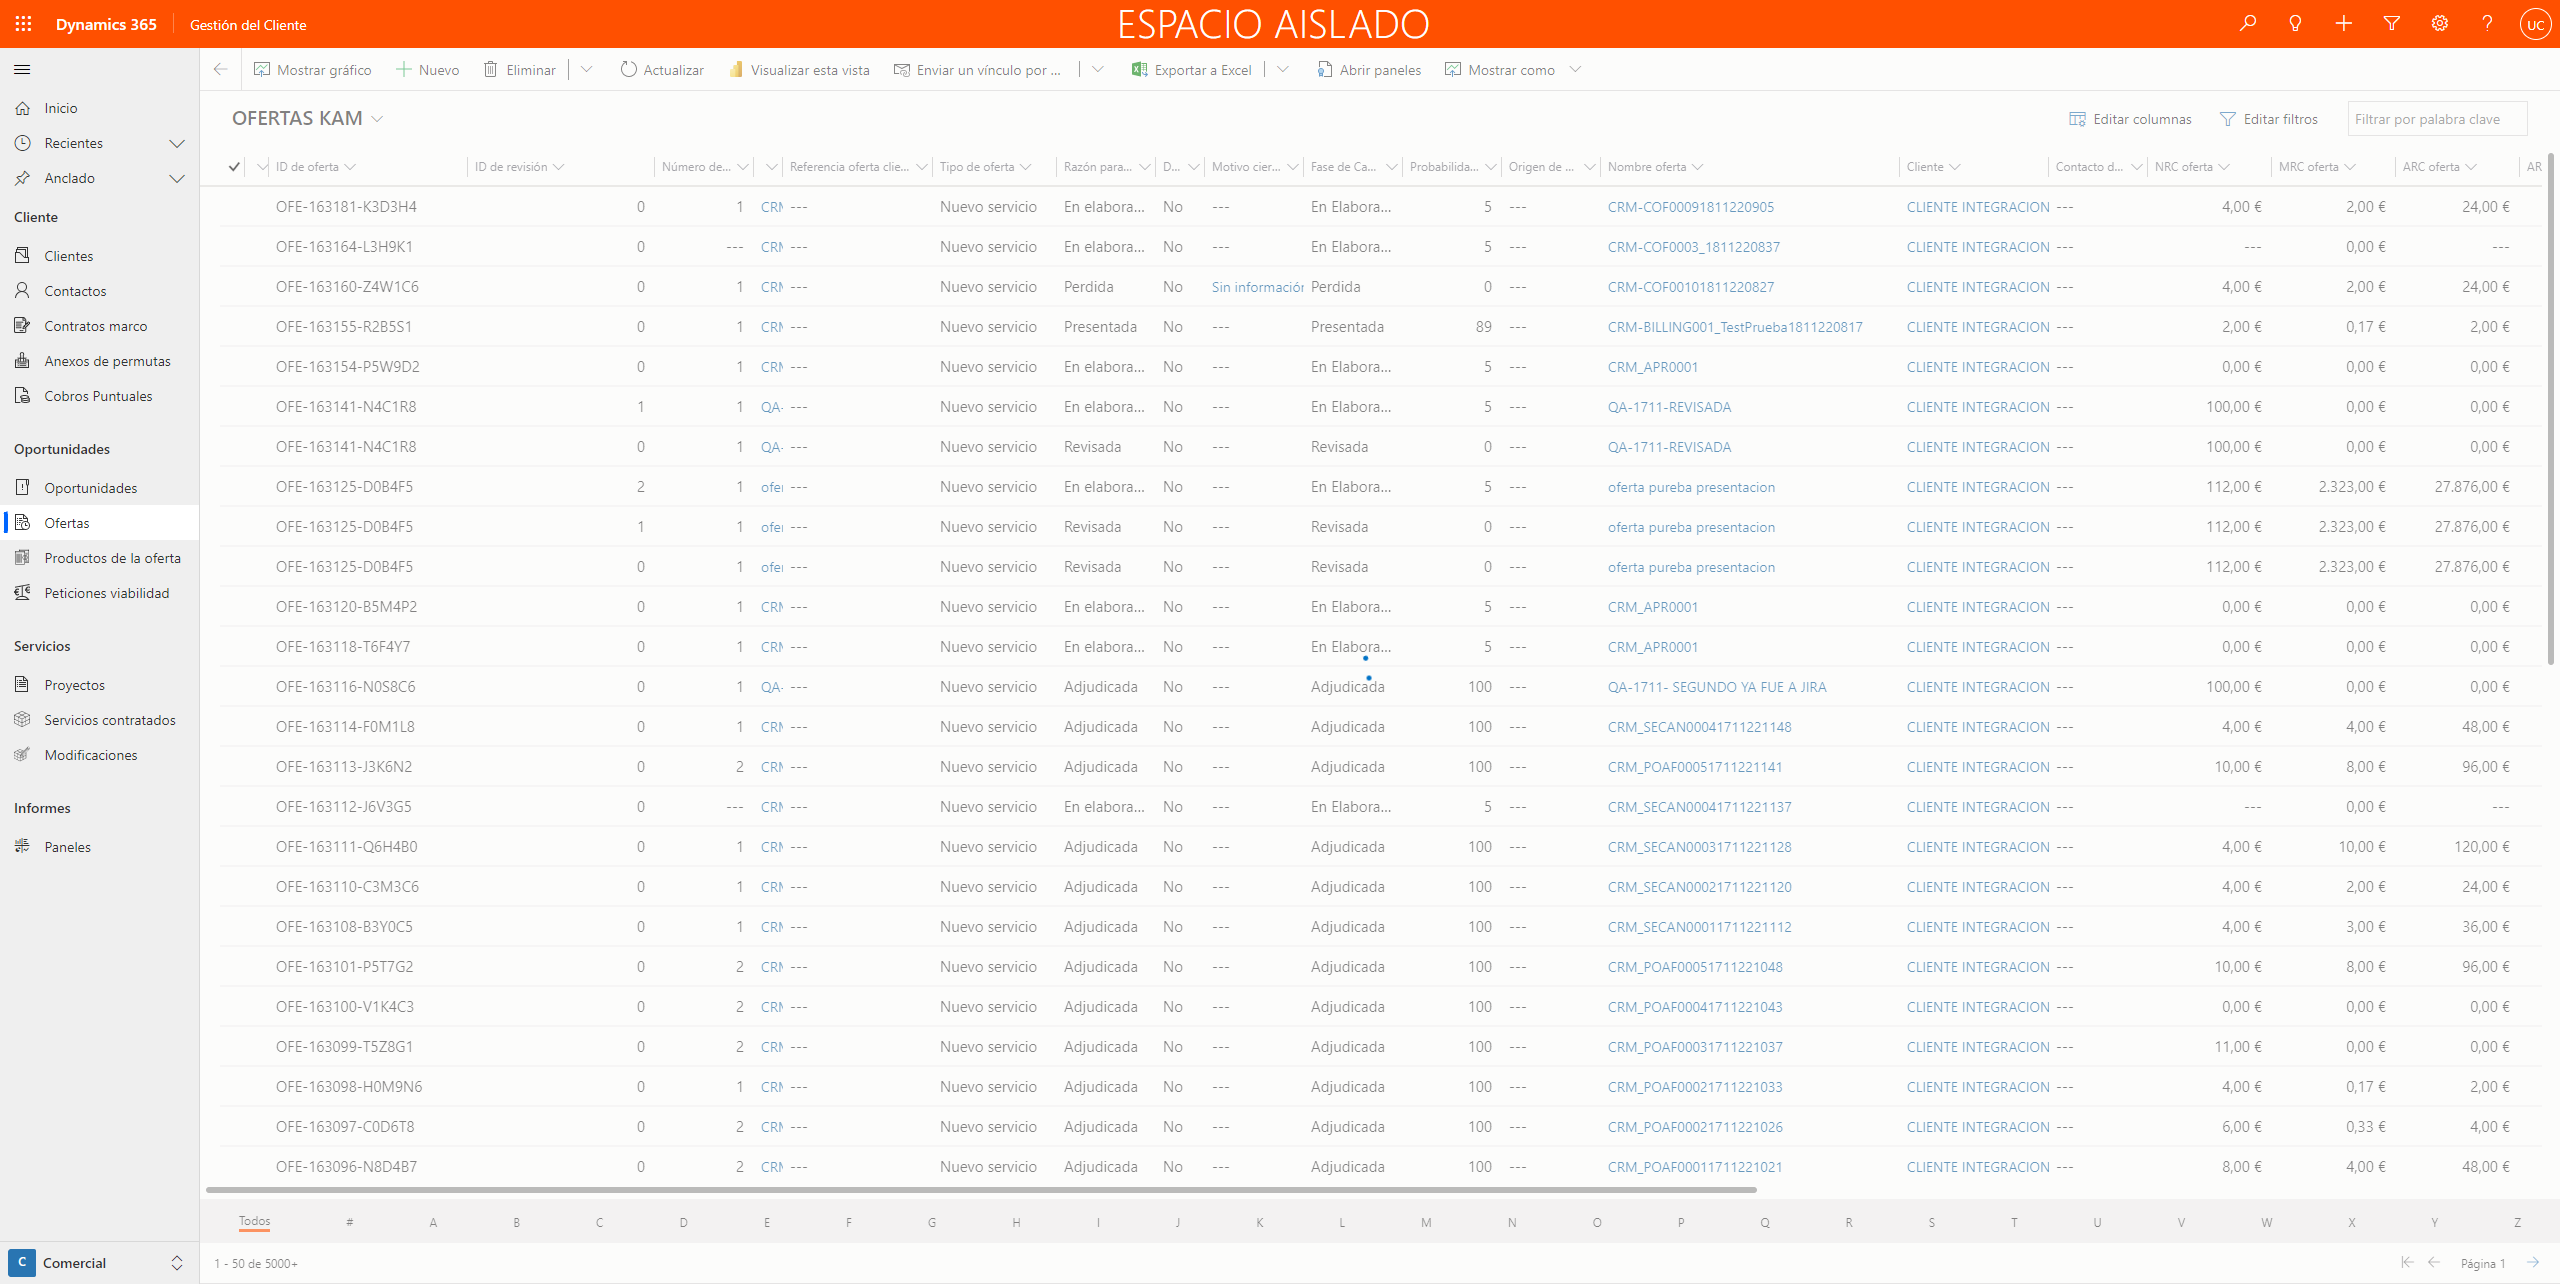 Dynamics 365 Gestión del Cliente ESPACIO AISLADO UC
Mostrar gráfico Nuevo Eliminar Actualizar Visualizar esta vista Enviar un vínculo por ... Exportar a Excel Abrir paneles Mostrar como
Inicio
Recientes
Anclado
Cliente
Clientes
Contactos
Contratos marco
Anexos de permutas
Cobros Puntuales
Oportunidades
Oportunidades
Ofertas
Productos de la oferta
Peticiones viabilidad
Servicios
Proyectos
Servicios contratados
Modificaciones
Informes
Paneles
C Comercial
OFERTAS KAM Editar columnas Editar filtros Filtrar por palabra clave
ID de oferta ID de revisión Número de... Referencia oferta clie... Tipo de oferta Razón para... D... Motivo cier... Fase de Ca... Probabilida... Origen de ... Nombre oferta Cliente Contacto d... NRC oferta MRC oferta ARC oferta AR
OFE-163181-K3D3H4 0 1 CRM --- Nuevo servicio En elabora... No --- En Elabora... 5 --- CRM-COF00091811220905 CLIENTE INTEGRACION --- 4,00 € 2,00 € 24,00 €
OFE-163164-L3H9K1 0 --- CRM --- Nuevo servicio En elabora... No --- En Elabora... 5 --- CRM-COF0003_1811220837 CLIENTE INTEGRACION --- --- 0,00 € ---
OFE-163160-Z4W1C6 0 1 CRM --- Nuevo servicio Perdida No Sin información Perdida 0 --- CRM-COF00101811220827 CLIENTE INTEGRACION --- 4,00 € 2,00 € 24,00 €
OFE-163155-R2B5S1 0 1 CRM --- Nuevo servicio Presentada No --- Presentada 89 --- CRM-BILLING001_TestPrueba1811220817 CLIENTE INTEGRACION --- 2,00 € 0,17 € 2,00 €
OFE-163154-P5W9D2 0 1 CRM --- Nuevo servicio En elabora... No --- En Elabora... 5 --- CRM_APR0001 CLIENTE INTEGRACION --- 0,00 € 0,00 € 0,00 €
OFE-163141-N4C1R8 1 1 QA- --- Nuevo servicio En elabora... No --- En Elabora... 5 --- QA-1711-REVISADA CLIENTE INTEGRACION --- 100,00 € 0,00 € 0,00 €
OFE-163141-N4C1R8 0 1 QA- --- Nuevo servicio Revisada No --- Revisada 0 --- QA-1711-REVISADA CLIENTE INTEGRACION --- 100,00 € 0,00 € 0,00 €
OFE-163125-D0B4F5 2 1 ofer --- Nuevo servicio En elabora... No --- En Elabora... 5 --- oferta pureba presentacion CLIENTE INTEGRACION --- 112,00 € 2.323,00 € 27.876,00 €
OFE-163125-D0B4F5 1 1 ofer --- Nuevo servicio Revisada No --- Revisada 0 --- oferta pureba presentacion CLIENTE INTEGRACION --- 112,00 € 2.323,00 € 27.876,00 €
OFE-163125-D0B4F5 0 1 ofer --- Nuevo servicio Revisada No --- Revisada 0 --- oferta pureba presentacion CLIENTE INTEGRACION --- 112,00 € 2.323,00 € 27.876,00 €
OFE-163120-B5M4P2 0 1 CRM --- Nuevo servicio En elabora... No --- En Elabora... 5 --- CRM_APR0001 CLIENTE INTEGRACION --- 0,00 € 0,00 € 0,00 €
OFE-163118-T6F4Y7 0 1 CRM --- Nuevo servicio En elabora... No --- En Elabora... 5 --- CRM_APR0001 CLIENTE INTEGRACION --- 0,00 € 0,00 € 0,00 €
OFE-163116-N0S8C6 0 1 QA- --- Nuevo servicio Adjudicada No --- Adjudicada 100 --- QA-1711- SEGUNDO YA FUE A JIRA CLIENTE INTEGRACION --- 100,00 € 0,00 € 0,00 €
OFE-163114-F0M1L8 0 1 CRM --- Nuevo servicio Adjudicada No --- Adjudicada 100 --- CRM_SECAN00041711221148 CLIENTE INTEGRACION --- 4,00 € 4,00 € 48,00 €
OFE-163113-J3K6N2 0 2 CRM --- Nuevo servicio Adjudicada No --- Adjudicada 100 --- CRM_POAF00051711221141 CLIENTE INTEGRACION --- 10,00 € 8,00 € 96,00 €
OFE-163112-J6V3G5 0 --- CRM --- Nuevo servicio En elabora... No --- En Elabora... 5 --- CRM_SECAN00041711221137 CLIENTE INTEGRACION --- --- 0,00 € ---
OFE-163111-Q6H4B0 0 1 CRM --- Nuevo servicio Adjudicada No --- Adjudicada 100 --- CRM_SECAN00031711221128 CLIENTE INTEGRACION --- 4,00 € 10,00 € 120,00 €
OFE-163110-C3M3C6 0 1 CRM --- Nuevo servicio Adjudicada No --- Adjudicada 100 --- CRM_SECAN00021711221120 CLIENTE INTEGRACION --- 4,00 € 2,00 € 24,00 €
OFE-163108-B3Y0C5 0 1 CRM --- Nuevo servicio Adjudicada No --- Adjudicada 100 --- CRM_SECAN00011711221112 CLIENTE INTEGRACION --- 4,00 € 3,00 € 36,00 €
OFE-163101-P5T7G2 0 2 CRM --- Nuevo servicio Adjudicada No --- Adjudicada 100 --- CRM_POAF00051711221048 CLIENTE INTEGRACION --- 10,00 € 8,00 € 96,00 €
OFE-163100-V1K4C3 0 2 CRM --- Nuevo servicio Adjudicada No --- Adjudicada 100 --- CRM_POAF00041711221043 CLIENTE INTEGRACION --- 0,00 € 0,00 € 0,00 €
OFE-163099-T5Z8G1 0 2 CRM --- Nuevo servicio Adjudicada No --- Adjudicada 100 --- CRM_POAF00031711221037 CLIENTE INTEGRACION --- 11,00 € 0,00 € 0,00 €
OFE-163098-H0M9N6 0 1 CRM --- Nuevo servicio Adjudicada No --- Adjudicada 100 --- CRM_POAF00021711221033 CLIENTE INTEGRACION --- 4,00 € 0,17 € 2,00 €
OFE-163097-C0D6T8 0 2 CRM --- Nuevo servicio Adjudicada No --- Adjudicada 100 --- CRM_POAF00021711221026 CLIENTE INTEGRACION --- 6,00 € 0,33 € 4,00 €
OFE-163096-N8D4B7 0 2 CRM --- Nuevo servicio Adjudicada No --- Adjudicada 100 --- CRM_POAF00011711221021 CLIENTE INTEGRACION --- 8,00 € 4,00 € 48,00 €
Todos # A B C D E F G H I J K L M N O P Q R S T U V W X Y Z
1 - 50 de 5000+ Página 1